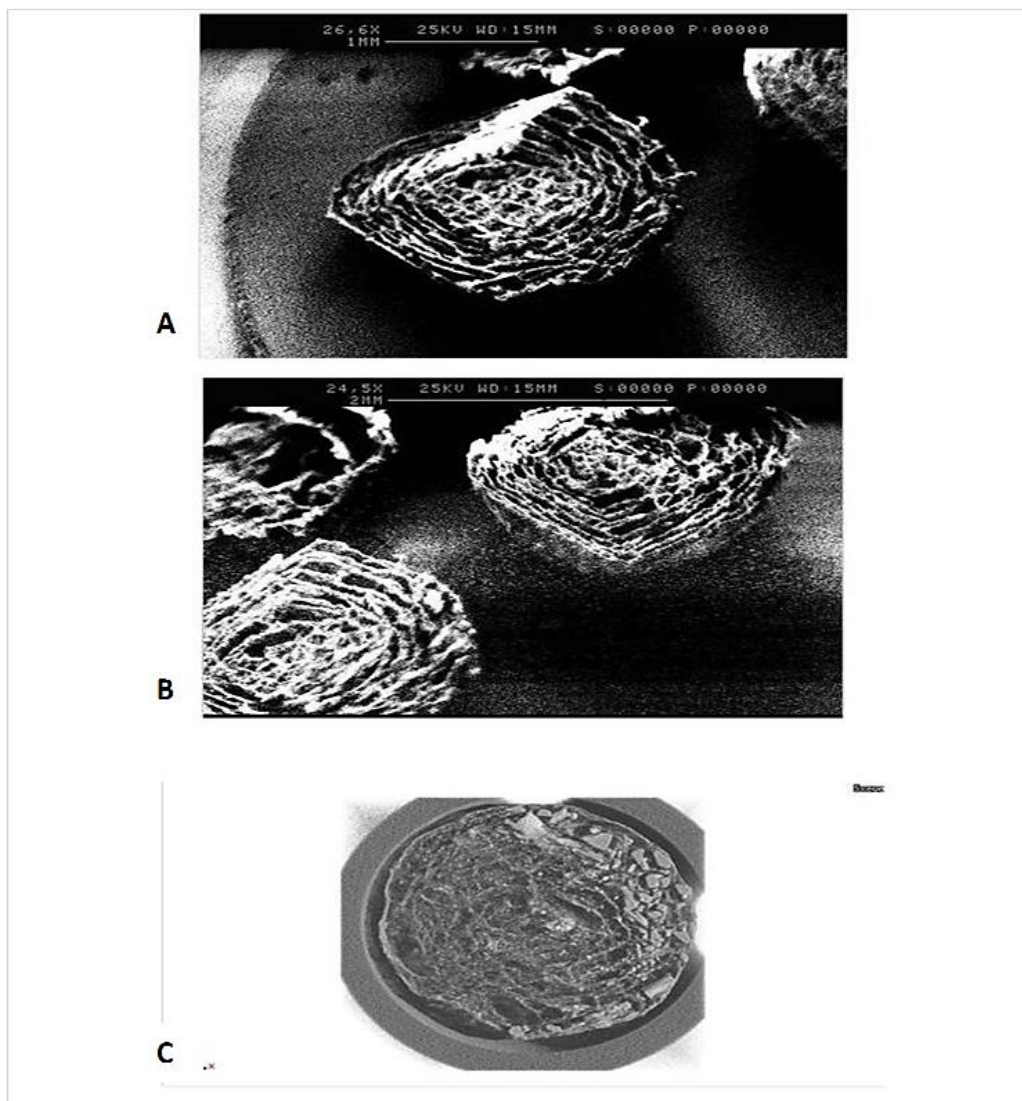 26,6X 25KV WD:15MM S:00000 P:00000
1MM
A
24,5X 25KV WD:15MM S:00000 P:00000
2MM
B
C
x